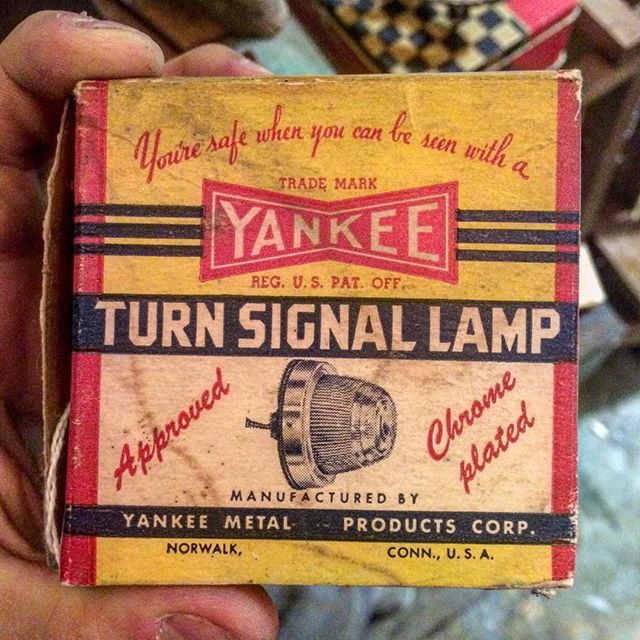 You're safe when you can be seen with a
TRADE MARK
YANKEE
REG. U.S. PAT. OFF.
TURN SIGNAL LAMP
Approved
Chrome
plated
MANUFACTURED BY
YANKEE METAL PRODUCTS CORP.
NORWALK, CONN., U.S.A.